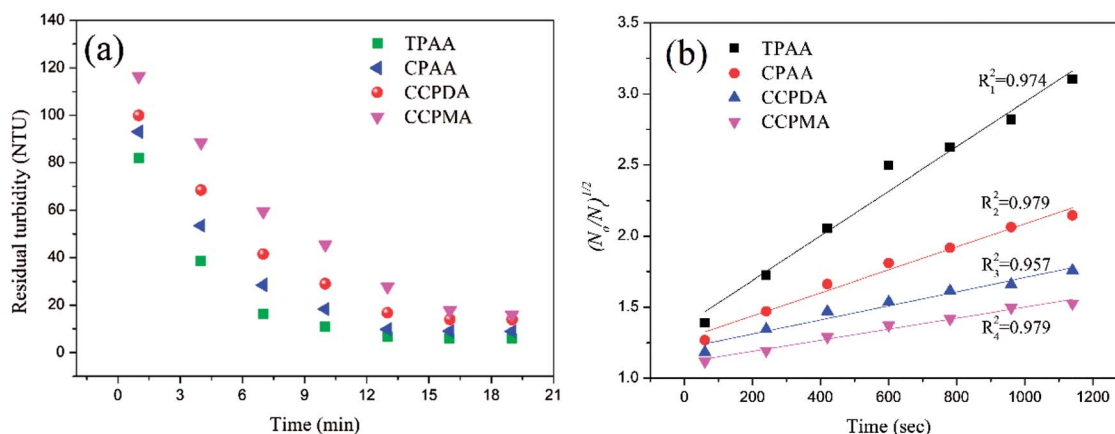 (a)
TPAA
CPAA
CCPDA
CCPMA
Residual turbidity (NTU)
140
120
100
80
60
40
20
0
0 3 6 9 12 15 18 21
Time (min)
(b)
TPAA
CPAA
CCPDA
CCPMA
(N₀/N)^1/2
3.5
3.0
2.5
2.0
1.5
1.0
R₁²=0.974
R₂²=0.979
R₃²=0.957
R₄²=0.979
0 200 400 600 800 1000 1200
Time (sec)